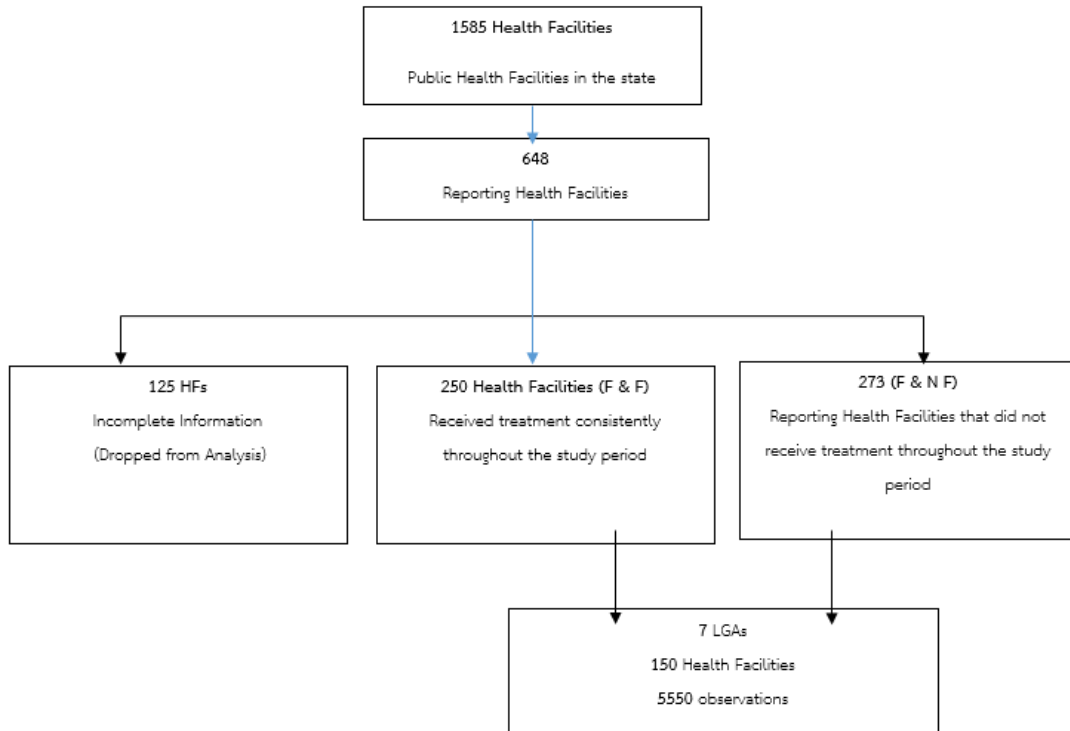 1585 Health Facilities
Public Health Facilities in the state
648
Reporting Health Facilities
125 HFs
Incomplete Information
(Dropped from Analysis)
250 Health Facilities (F & F)
Received treatment consistently
throughout the study period
273 (F & N F)
Reporting Health Facilities that did not
receive treatment throughout the study
period
7 LGAs
150 Health Facilities
5550 observations